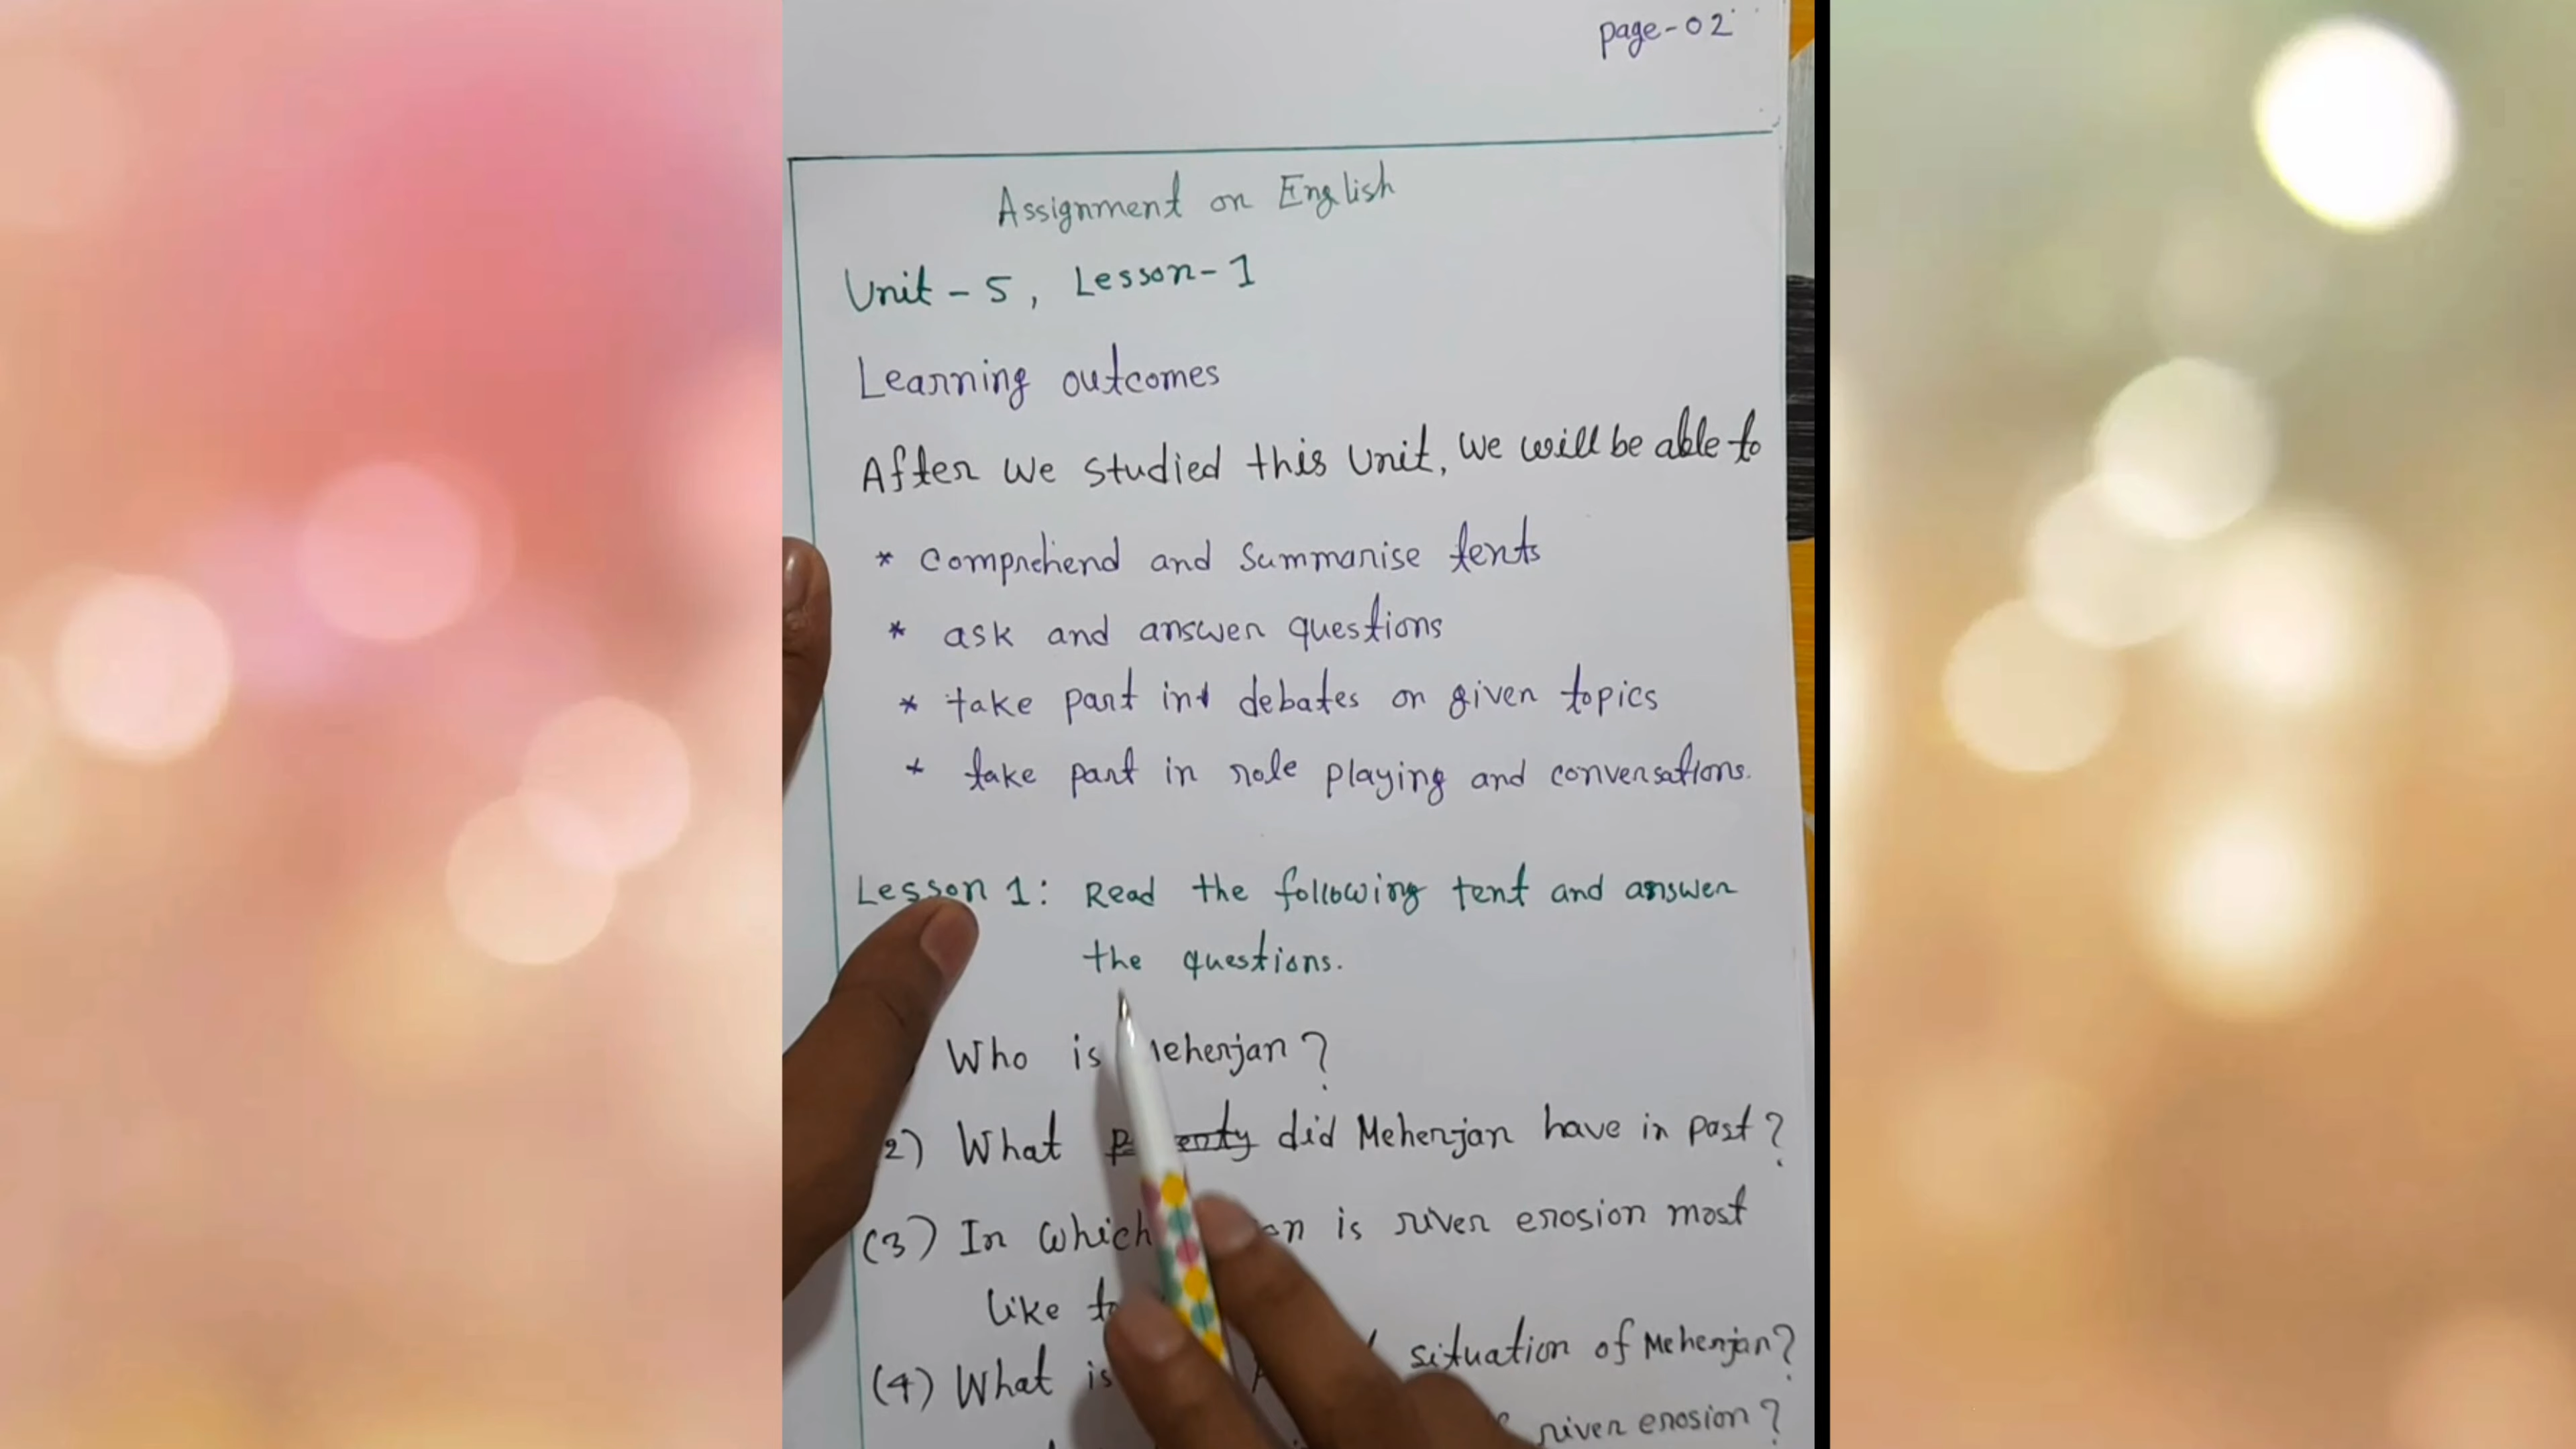 page-02
Assignment on English
Unit - 5, Lesson-1
Learning outcomes
After we studied this Unit, we will be able to
* comprehend and summarise texts
* ask and answer questions
* take part in debates on given topics
* take part in role playing and conversations.
Lesson 1: Read the following text and answer
the questions.
Who is Meherjan?
2) What did Meherjan have in past?
(3) In which is river erosion most
like
(4) What is situation of Meherjan?
river erosion?